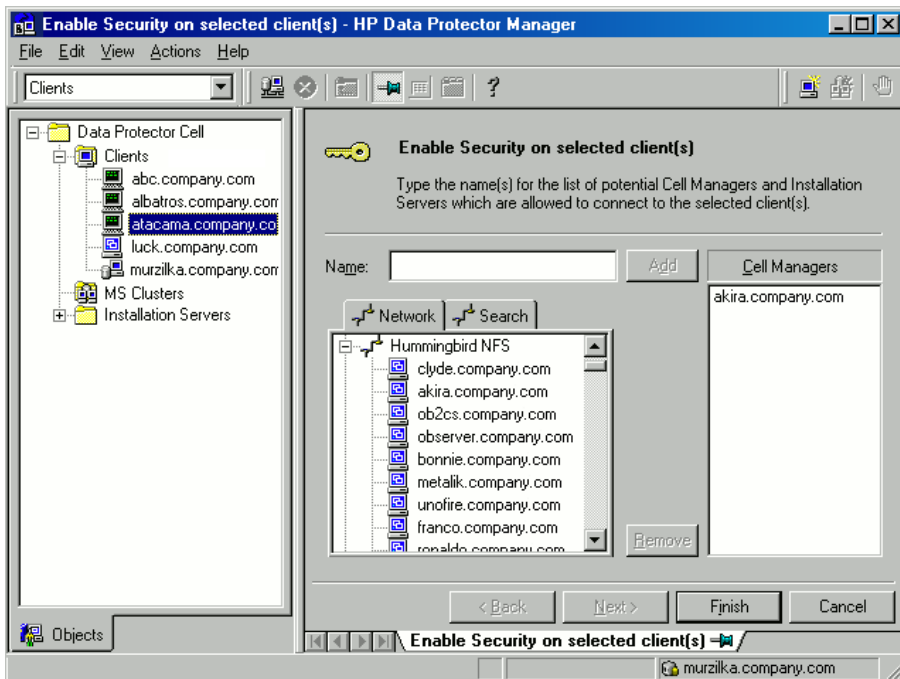 Enable Security on selected client(s) - HP Data Protector Manager
File Edit View Actions Help
Clients
Data Protector Cell
Clients
abc.company.com
albatros.company.com
atacama.company.co
luck.company.com
murzilka.company.com
MS Clusters
Installation Servers
Objects
Enable Security on selected client(s)
Type the name(s) for the list of potential Cell Managers and Installation
Servers which are allowed to connect to the selected client(s).
Name:
Add
Cell Managers
akira.company.com
Network Search
Hummingbird NFS
clyde.company.com
akira.company.com
ob2cs.company.com
observer.company.com
bonnie.company.com
metalik.company.com
unofire.company.com
franco.company.com
ronaldo.company.com
Remove
< Back Next > Finish Cancel
Enable Security on selected client(s)
murzilka.company.com